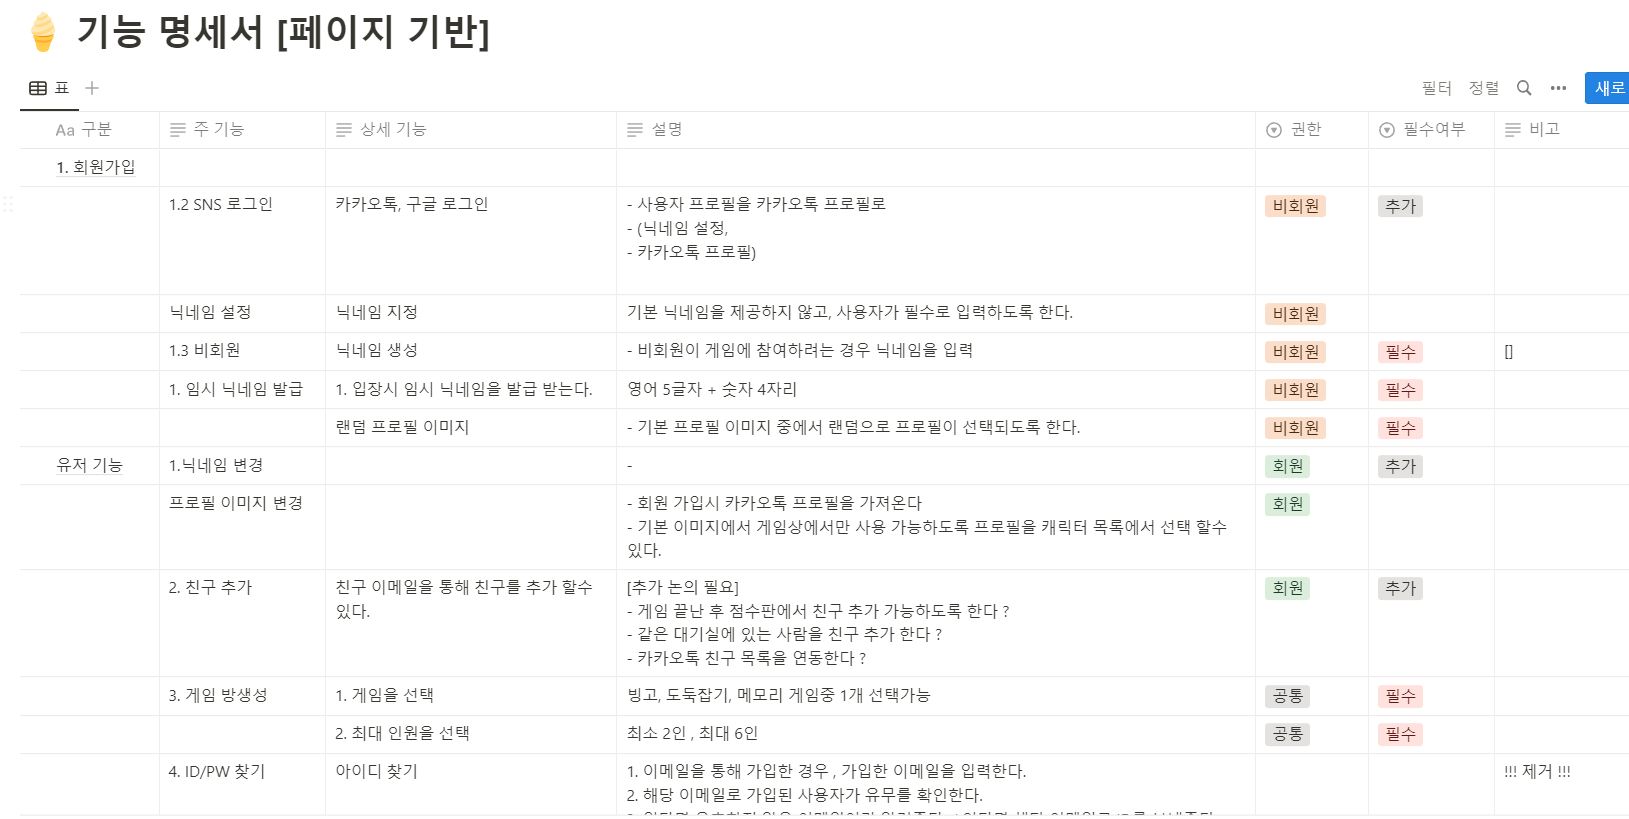 기능 명세서 [페이지 기반]
표
필터 정렬 새로
Aa 구분 주 기능 상세 기능 설명 권한 필수여부 비고
1. 회원가입
1.2 SNS 로그인 카카오톡, 구글 로그인 - 사용자 프로필을 카카오톡 프로필로 비회원 추가
- (닉네임 설정,
- 카카오톡 프로필)
닉네임 설정 닉네임 지정 기본 닉네임을 제공하지 않고, 사용자가 필수로 입력하도록 한다. 비회원
1.3 비회원 닉네임 생성 - 비회원이 게임에 참여하려는 경우 닉네임을 입력 비회원 필수 []
1. 임시 닉네임 발급 1. 입장시 임시 닉네임을 발급 받는다. 영어 5글자 + 숫자 4자리 비회원 필수
랜덤 프로필 이미지 - 기본 프로필 이미지 중에서 랜덤으로 프로필이 선택되도록 한다. 비회원 필수
유저 기능 1.닉네임 변경 - 회원 추가
프로필 이미지 변경 - 회원 가입시 카카오톡 프로필을 가져온다 회원
- 기본 이미지에서 게임상에서만 사용 가능하도록 프로필을 캐릭터 목록에서 선택 할수
있다.
2. 친구 추가 친구 이메일을 통해 친구를 추가 할수 [추가 논의 필요] 회원 추가
있다. - 게임 끝난 후 점수판에서 친구 추가 가능하도록 한다 ?
- 같은 대기실에 있는 사람을 친구 추가 한다 ?
- 카카오톡 친구 목록을 연동한다 ?
3. 게임 방생성 1. 게임을 선택 빙고, 도둑잡기, 메모리 게임중 1개 선택가능 공통 필수
2. 최대 인원을 선택 최소 2인 , 최대 6인 공통 필수
4. ID/PW 찾기 아이디 찾기 1. 이메일을 통해 가입한 경우 , 가입한 이메일을 입력한다. !!! 제거 !!!
2. 해당 이메일로 가입된 사용자가 유무를 확인한다.